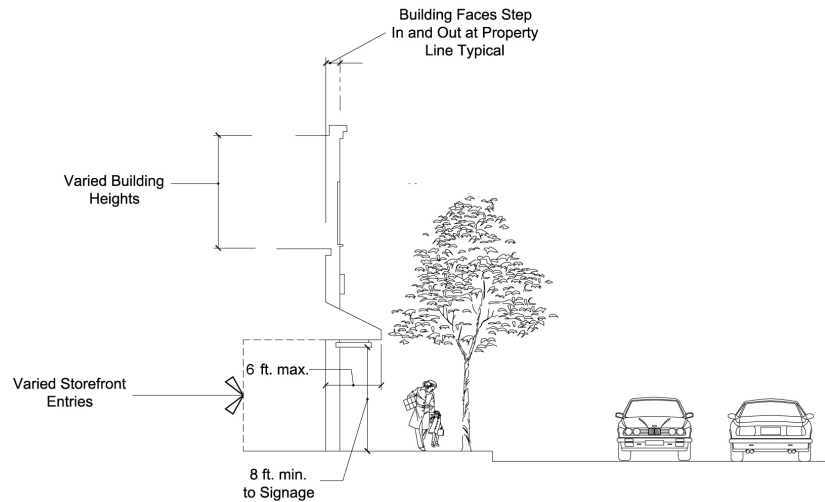 Building Faces Step
In and Out at Property
Line Typical
Varied Building
Heights
6 ft. max.
Varied Storefront
Entries
8 ft. min.
to Signage